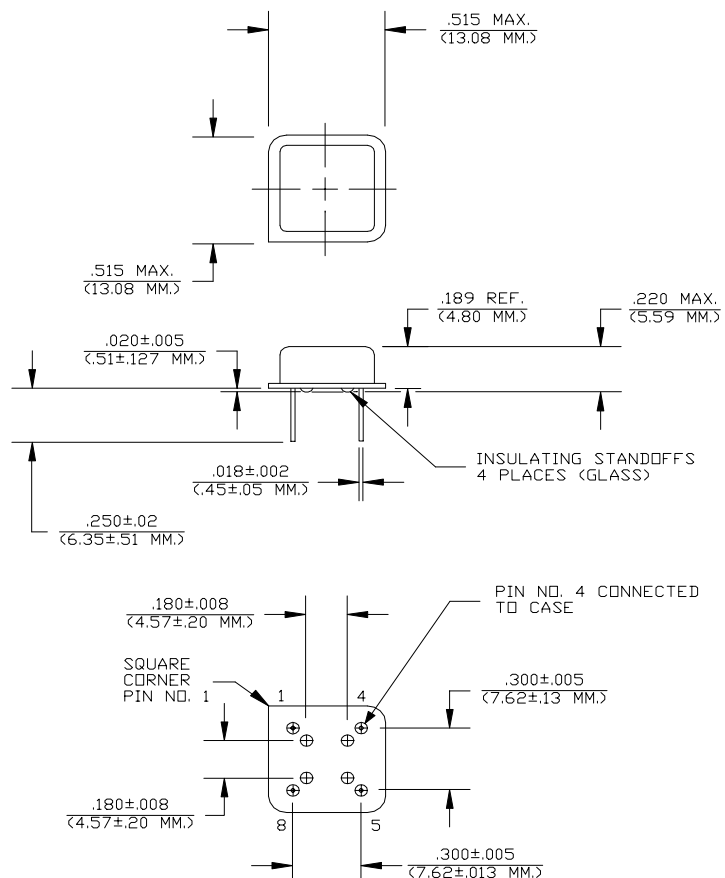 .515 MAX.
(13.08 MM.)
.515 MAX.
(13.08 MM.)
.189 REF.
(4.80 MM.)
.220 MAX.
(5.59 MM.)
.020±.005
(.51±.127 MM.)
INSULATING STANDOFFS
4 PLACES (GLASS)
.018±.002
(.45±.05 MM.)
.250±.02
(6.35±.51 MM.)
.180±.008
(4.57±.20 MM.)
PIN NO. 4 CONNECTED
TO CASE
SQUARE
CORNER
PIN NO. 1
1 4
.300±.005
(7.62±.13 MM.)
.180±.008
(4.57±.20 MM.)
8 5
.300±.005
(7.62±.013 MM.)